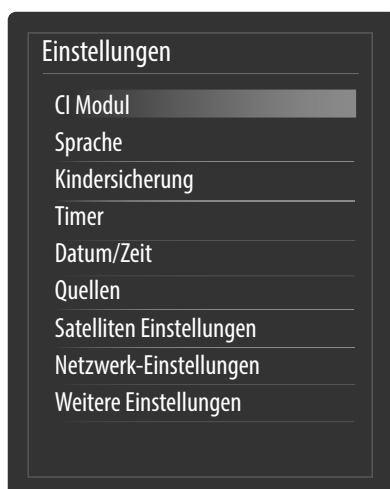 Einstellungen
CI Modul
Sprache
Kindersicherung
Timer
Datum/Zeit
Quellen
Satelliten Einstellungen
Netzwerk-Einstellungen
Weitere Einstellungen